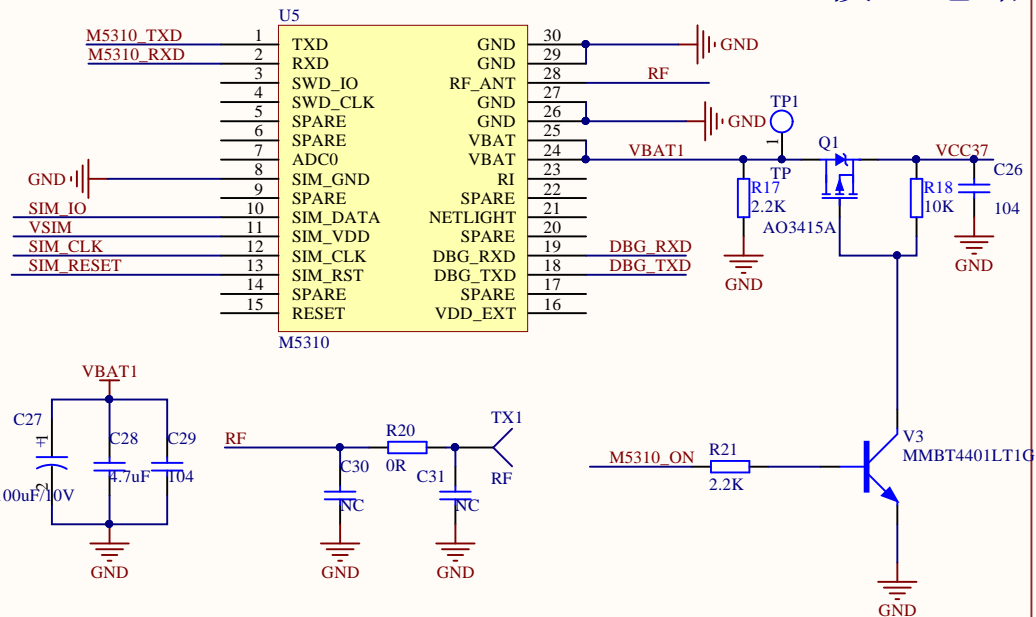 U5
M5310_TXD 1 TXD GND 30 GND
M5310_RXD 2 RXD GND 29
3 SWD_IO RF_ANT 28 RF
4 SWD_CLK GND 27
5 SPARE GND 26 GND
6 SPARE VBAT 25
7 ADC0 VBAT 24 VBAT1
GND 8 SIM_GND RI 23
9 SPARE SPARE 22
SIM_IO 10 SIM_DATA NETLIGHT 21
VSIM 11 SIM_VDD SPARE 20
SIM_CLK 12 SIM_CLK DBG_RXD 19 DBG_RXD
SIM_RESET 13 SIM_RST DBG_TXD 18 DBG_TXD
14 SPARE SPARE 17
15 RESET VDD_EXT 16
M5310
TP1
1
TP
Q1
AO3415A
VCC37
R17
2.2K
GND
R18
10K
C26
104
GND
VBAT1
C27
+1
2
00uF/10V
C28
4.7uF
C29
104
GND
RF
R20
0R
TX1
RF
C30
NC
GND
C31
NC
GND
M5310_ON
R21
2.2K
V3
MMBT4401LT1G
GND